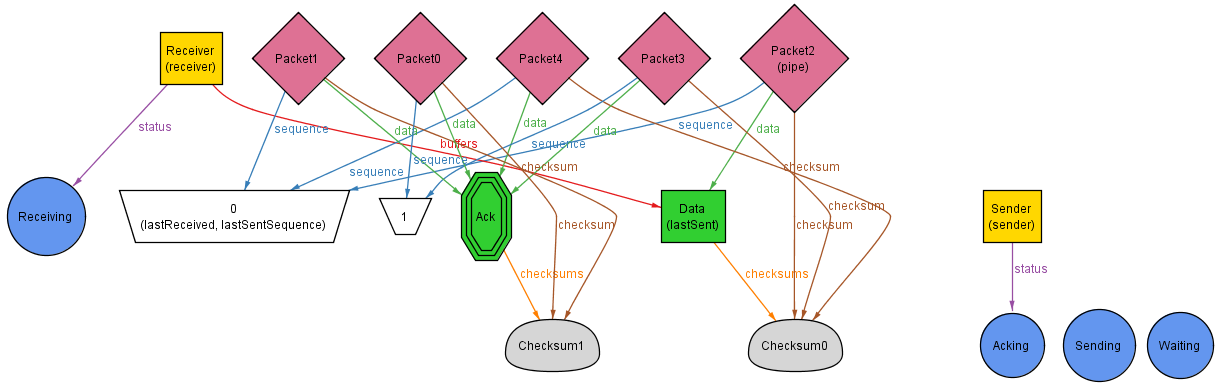 Receiver
(receiver)
Packet1
Packet0
Packet4
Packet3
Packet2
(pipe)
status
sequence
data
data
data
data
sequence
data
buffers
sequence
sequence
sequence
checksum
checksum
Receiving
0
(lastReceived, lastSentSequence)
1
Ack
Data
(lastSent)
Sender
(sender)
checksum
checksum
checksum
checksums
checksums
status
Checksum1
Checksum0
Acking
Sending
Waiting